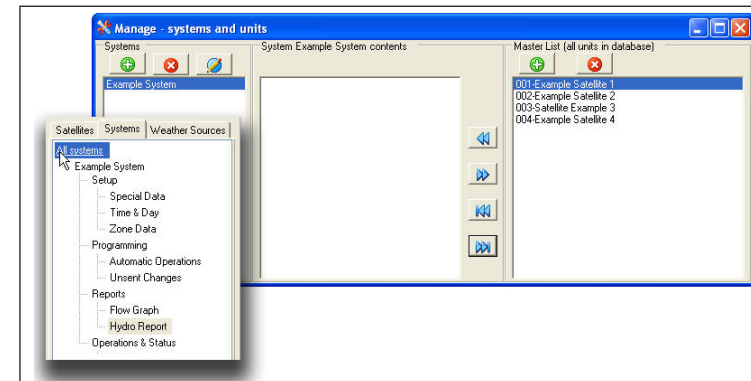 Manage - systems and units
Systems
System Example System contents
Master List (all units in database)
Example System
001-Example Satellite 1
002-Example Satellite 2
003-Satellite Example 3
004-Example Satellite 4
Satellites Systems Weather Sources
All systems
Example System
Setup
Special Data
Time & Day
Zone Data
Programming
Automatic Operations
Unsent Changes
Reports
Flow Graph
Hydro Report
Operations & Status